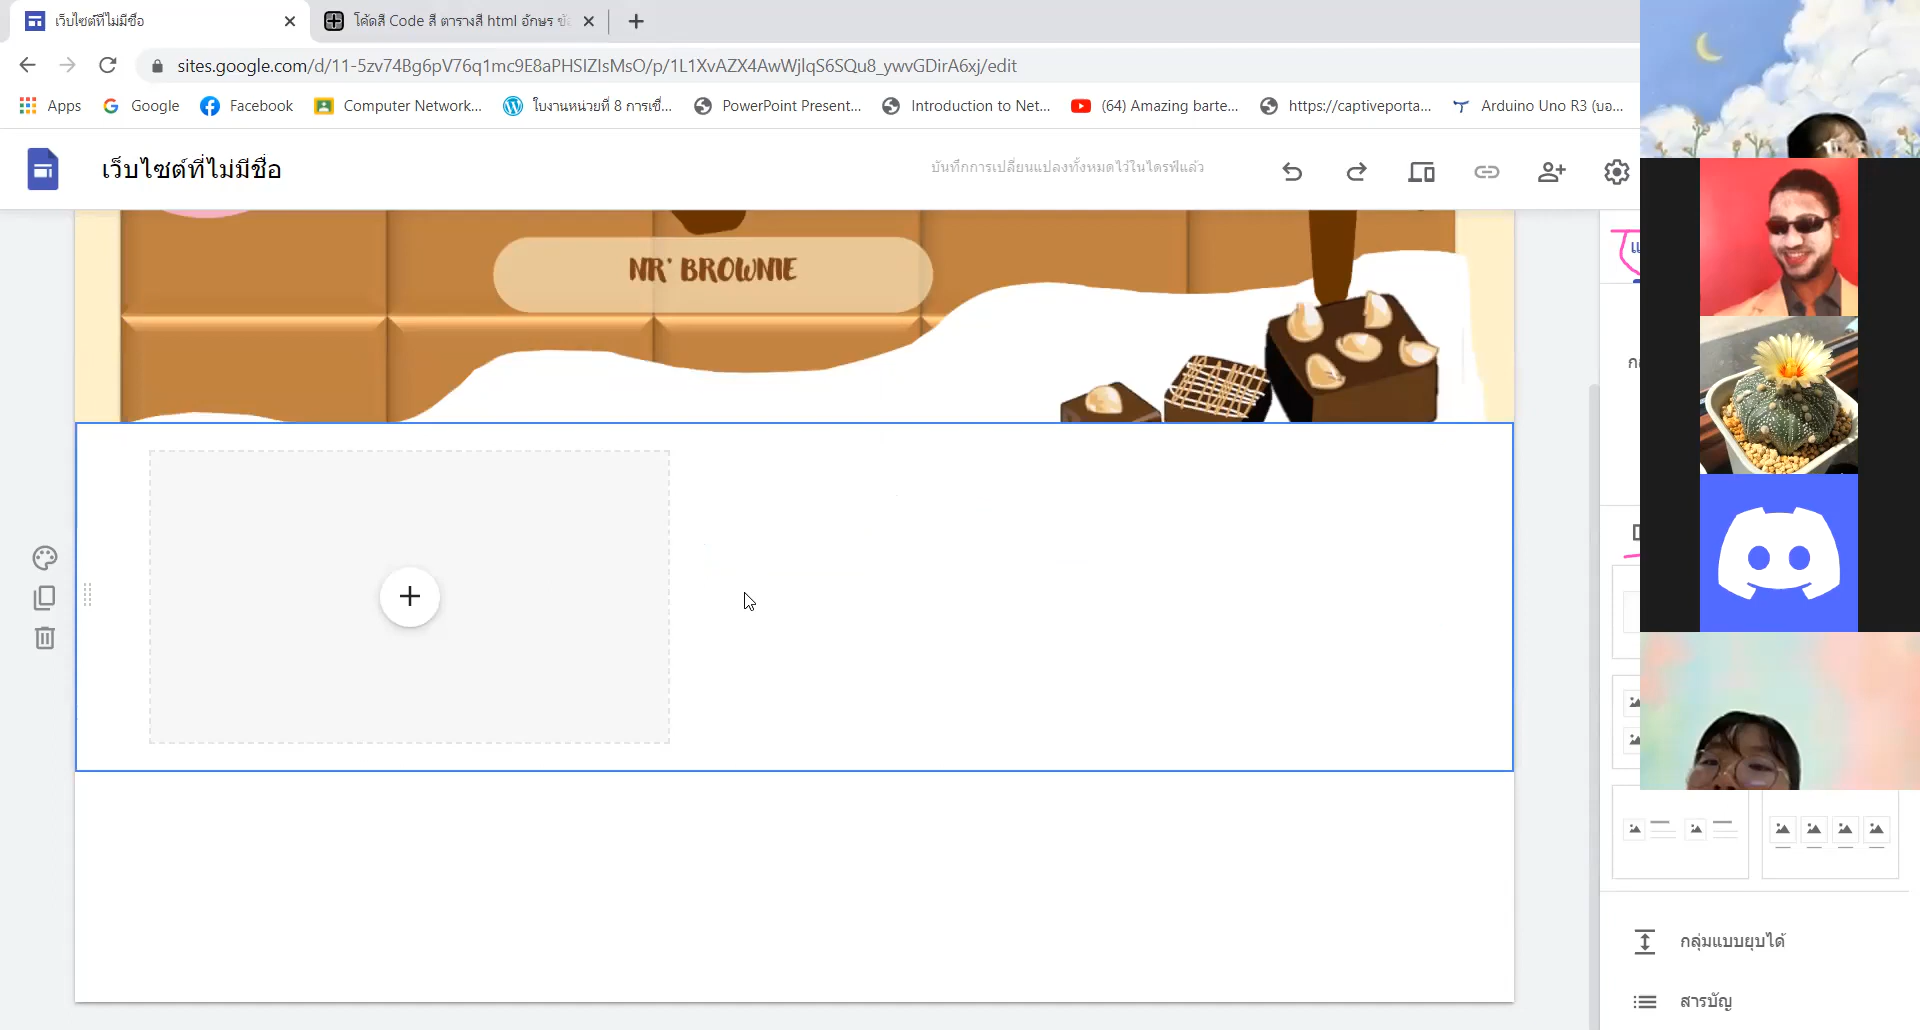 เว็บไซต์ที่ไม่มีชื่อ
โค้ดสี Code สี ตารางสี html อักษร
sites.google.com/d/11-5zv74Bg6pV76q1mc9E8aPHSIZIsMsO/p/1L1XvAZX4AwWjlqS6SQu8_ywvGDirA6xj/edit
Apps
Google
Facebook
Computer Network...
ใบงานหน่วยที่ 8 การเชื่...
PowerPoint Present...
Introduction to Net...
(64) Amazing barte...
https://captiveporta...
Arduino Uno R3 (บอ...
เว็บไซต์ที่ไม่มีชื่อ
บันทึกการเปลี่ยนแปลงทั้งหมดไว้ในไดรฟ์แล้ว
NR' BROWNIE
กลุ่มแบบยุบได้
สารบัญ